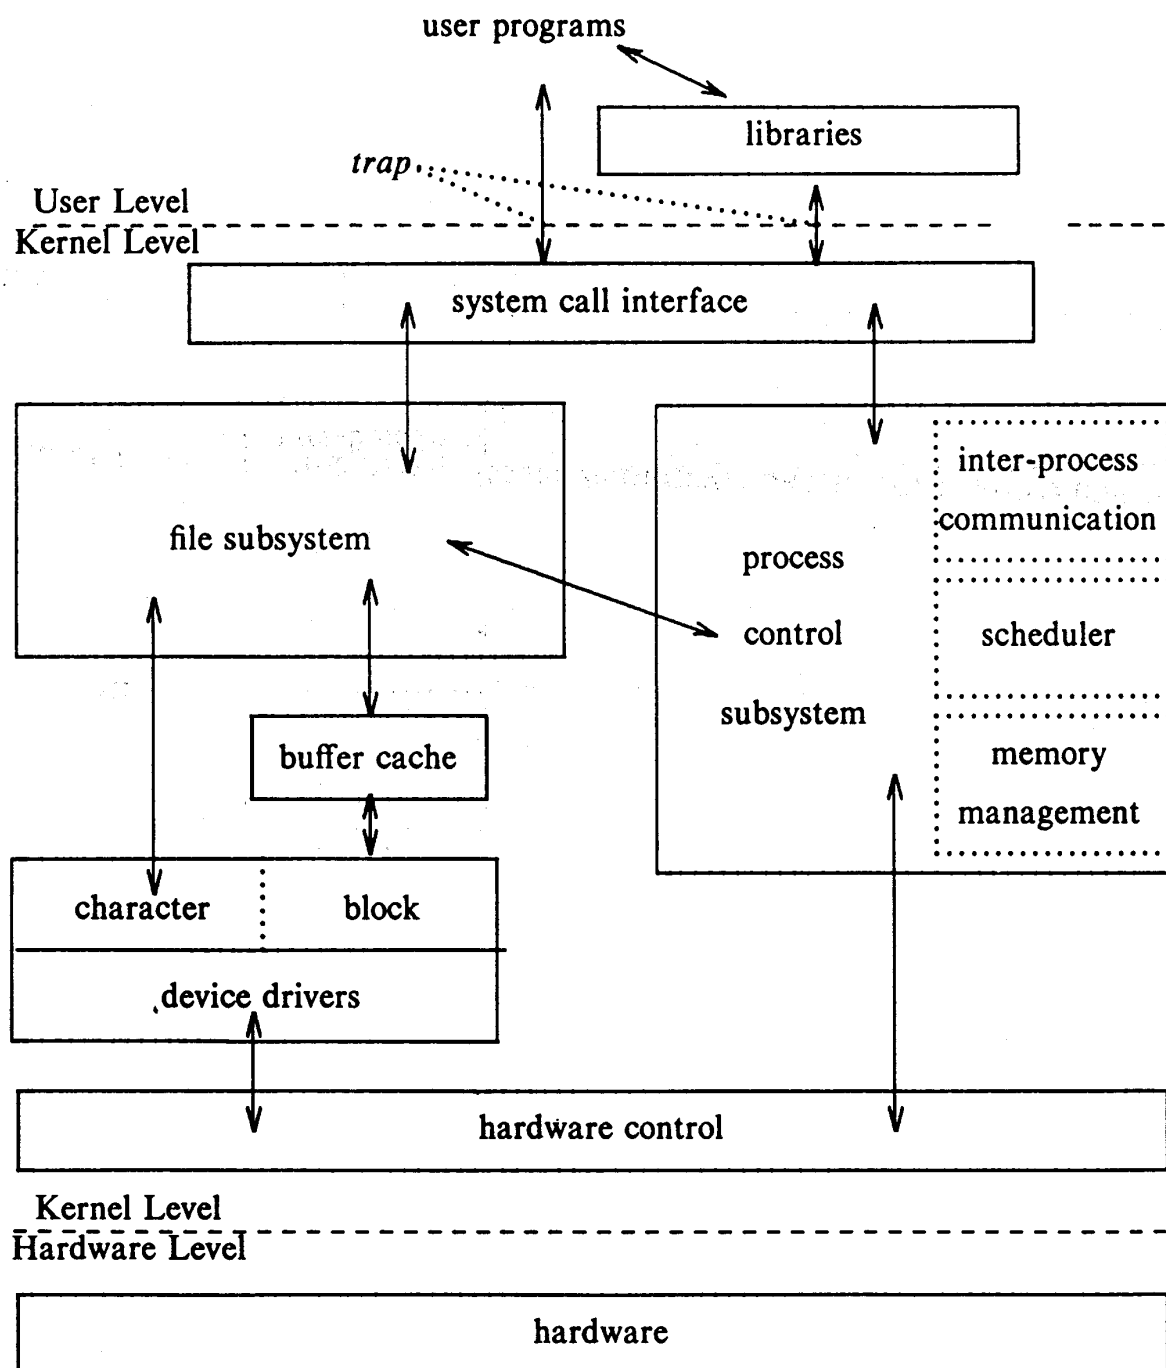 user programs
libraries
trap
User Level
Kernel Level
system call interface
inter-process
communication
file subsystem
process
control
scheduler
subsystem
memory
buffer cache
management
character
block
device drivers
hardware control
Kernel Level
Hardware Level
hardware